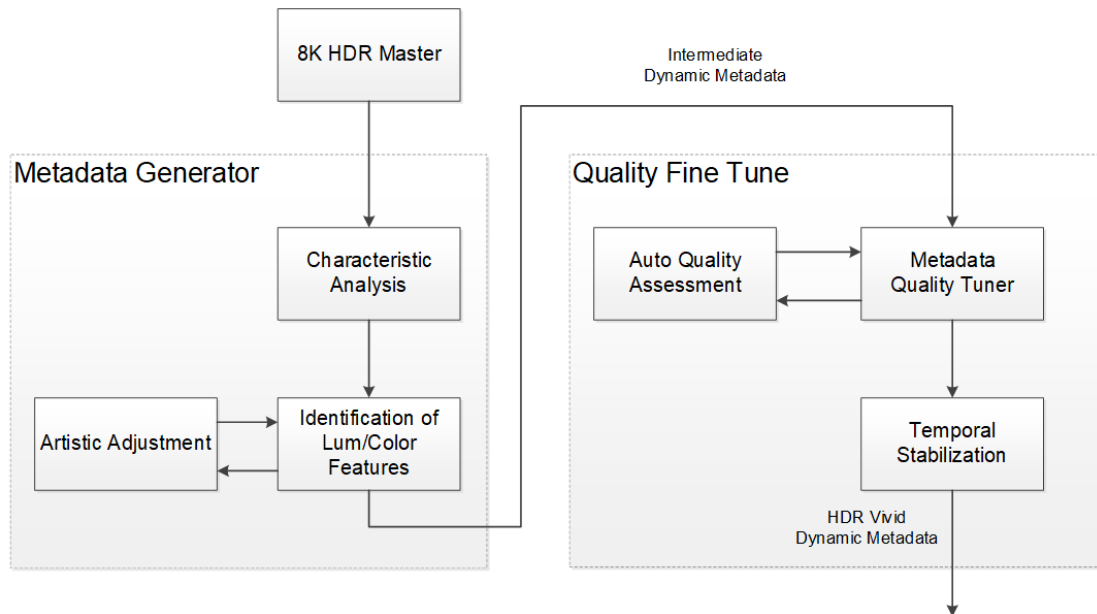 8K HDR Master
Intermediate
Dynamic Metadata
Metadata Generator
Characteristic
Analysis
Artistic Adjustment
Identification of
Lum/Color
Features
Quality Fine Tune
Auto Quality
Assessment
Metadata
Quality Tuner
Temporal
Stabilization
HDR Vivid
Dynamic Metadata